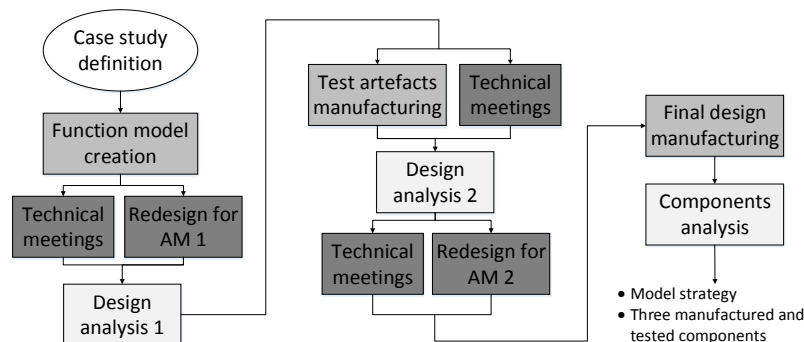 Case study
definition
Function model
creation
Technical
meetings
Redesign for
AM 1
Design
analysis 1
Test artefacts
manufacturing
Technical
meetings
Design
analysis 2
Technical
meetings
Redesign for
AM 2
Final design
manufacturing
Components
analysis
• Model strategy
• Three manufactured and
tested components